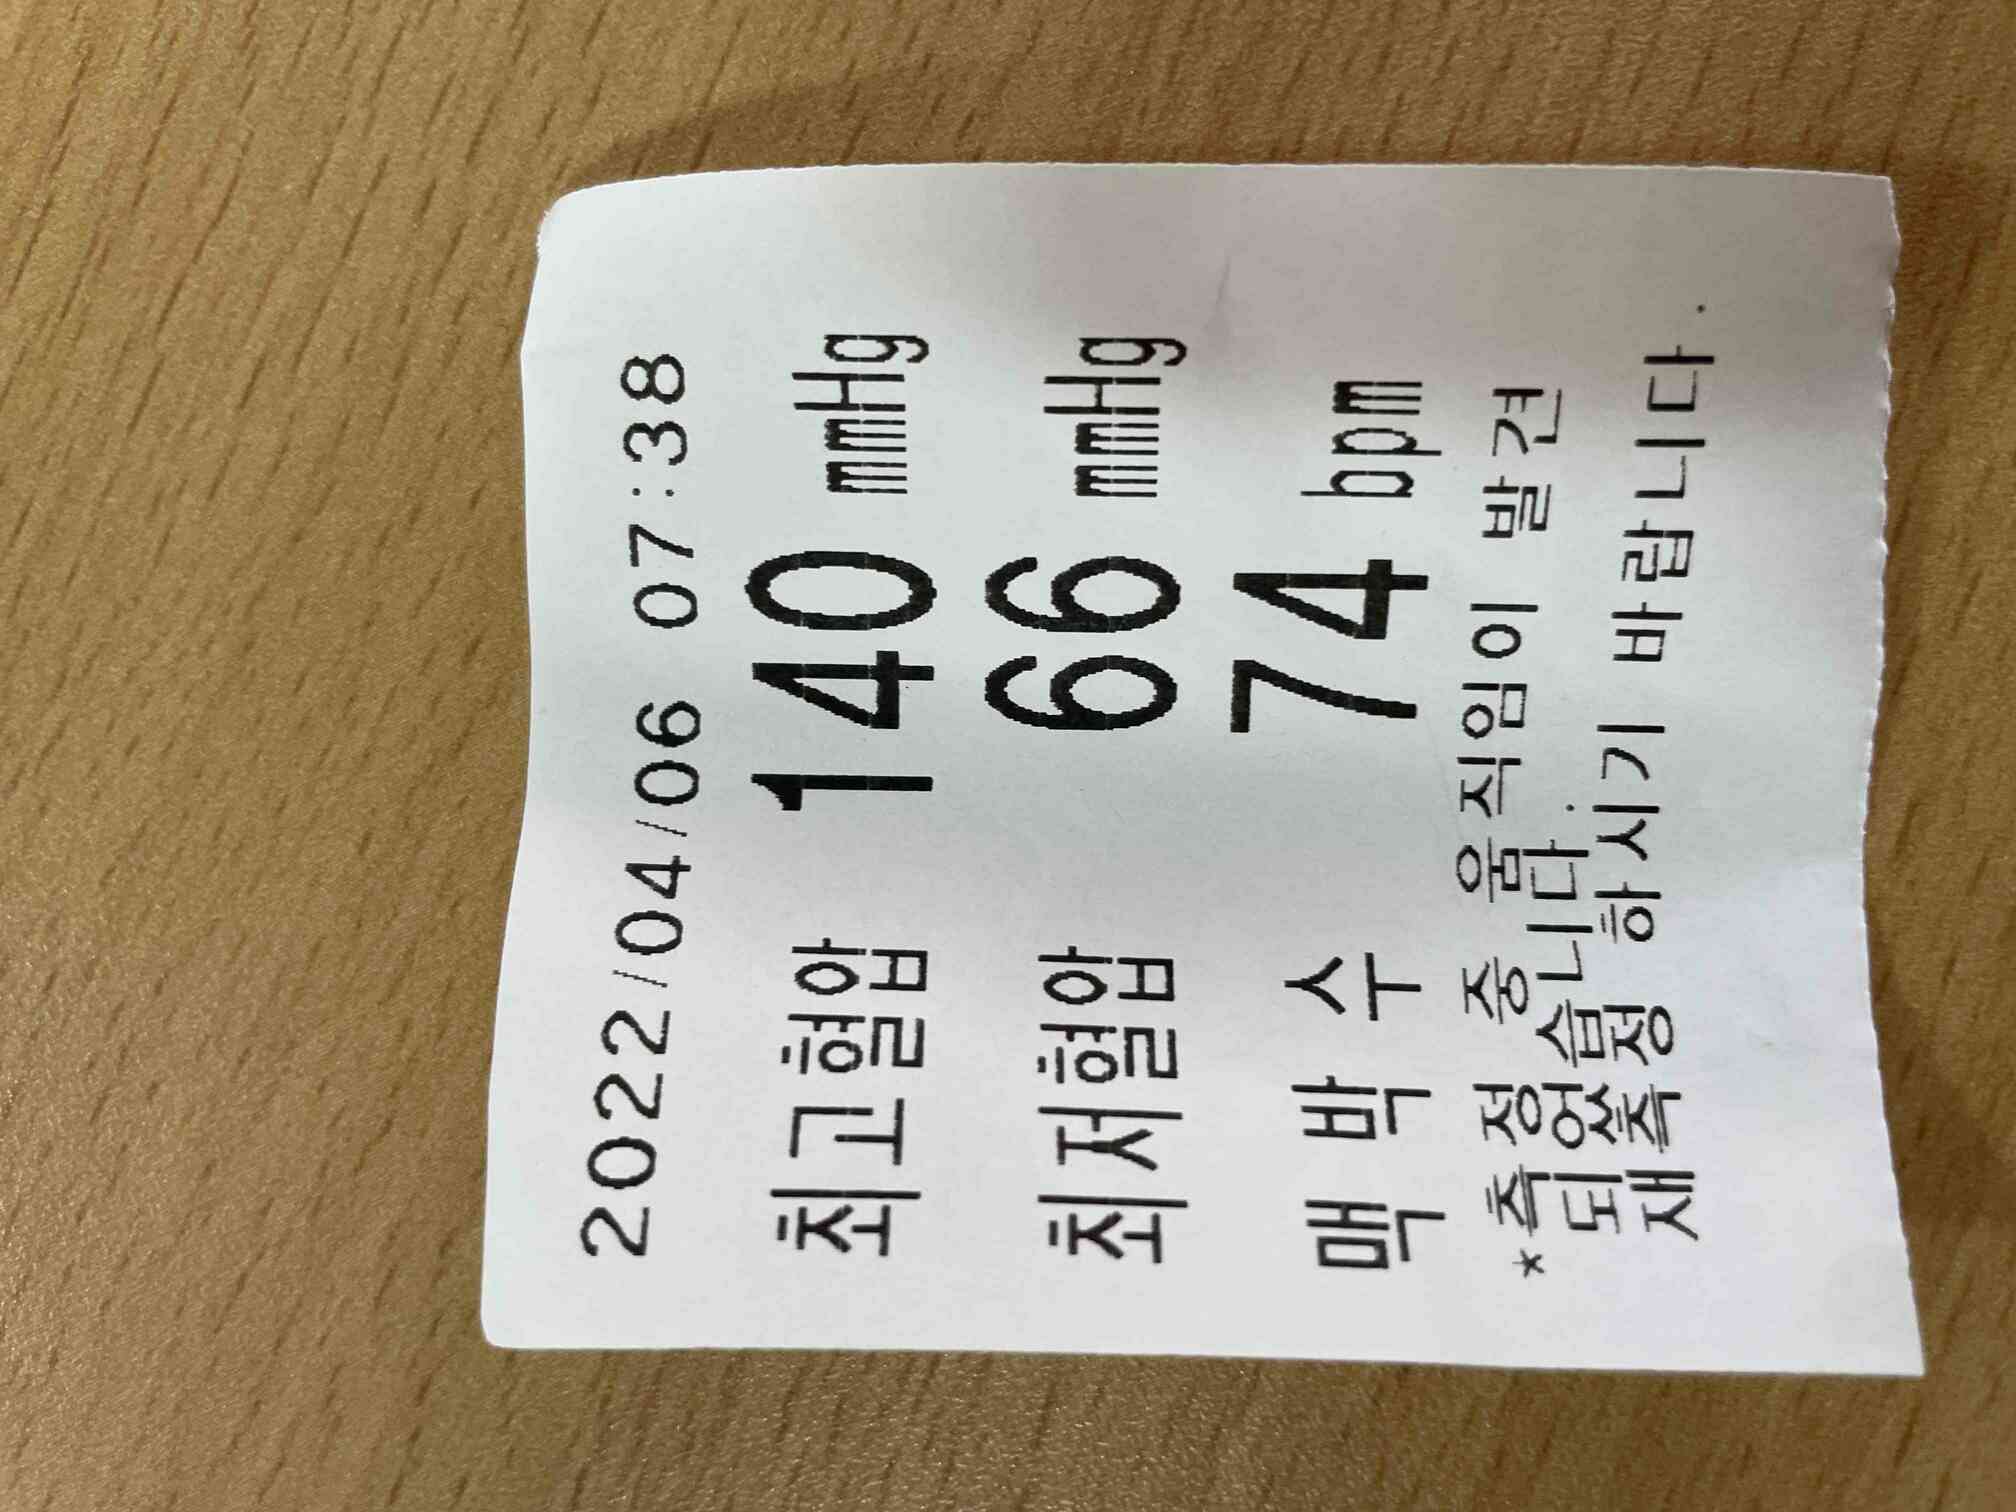 2022/04/06 07:38
최고혈압 140 mmHg
최저혈압 66 mmHg
맥 박 수 74 bpm
*측정 중 움직임이 발견
되었습니다.
재측정 하시기 바랍니다.